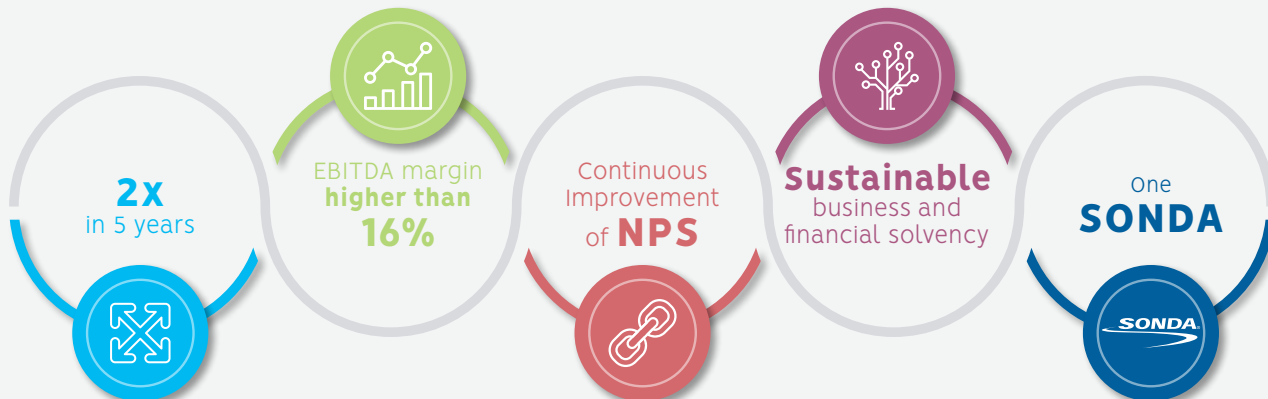 2x
in 5 years
EBITDA margin
higher than
16%
Continuous
Improvement
of NPS
Sustainable
business and
financial solvency
One
SONDA
SONDA